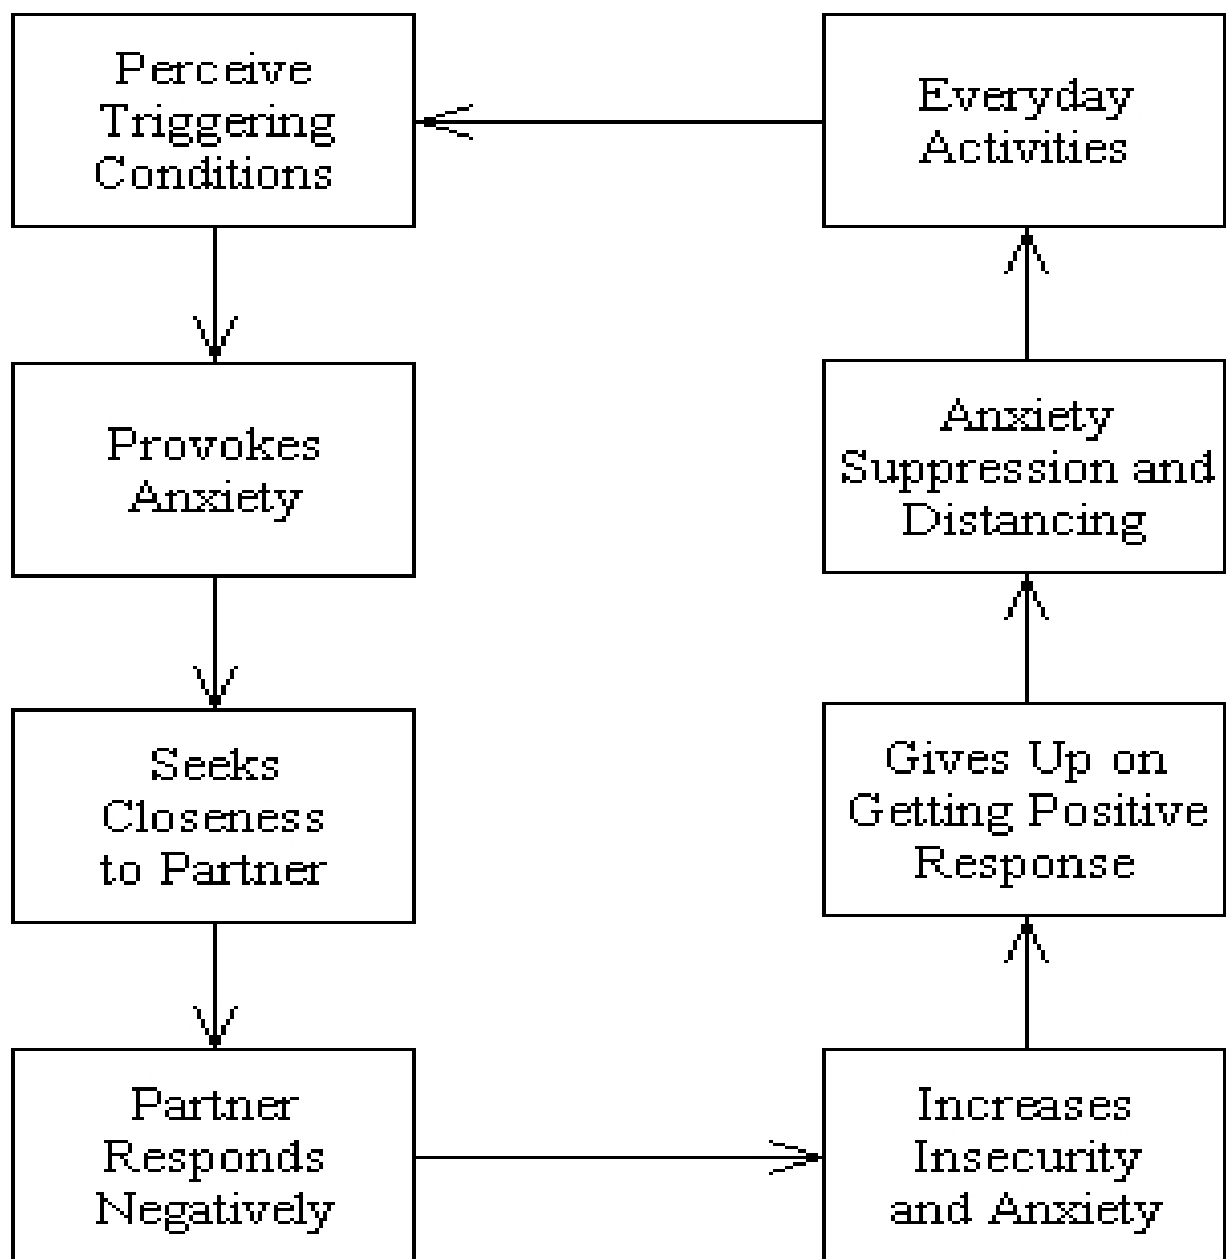 Perceive
Triggering
Conditions
Everyday
Activities
Provokes
Anxiety
Anxiety
Suppression and
Distancing
Seeks
Closeness
to Partner
Gives Up on
Getting Positive
Response
Partner
Responds
Negatively
Increases
Insecurity
and Anxiety